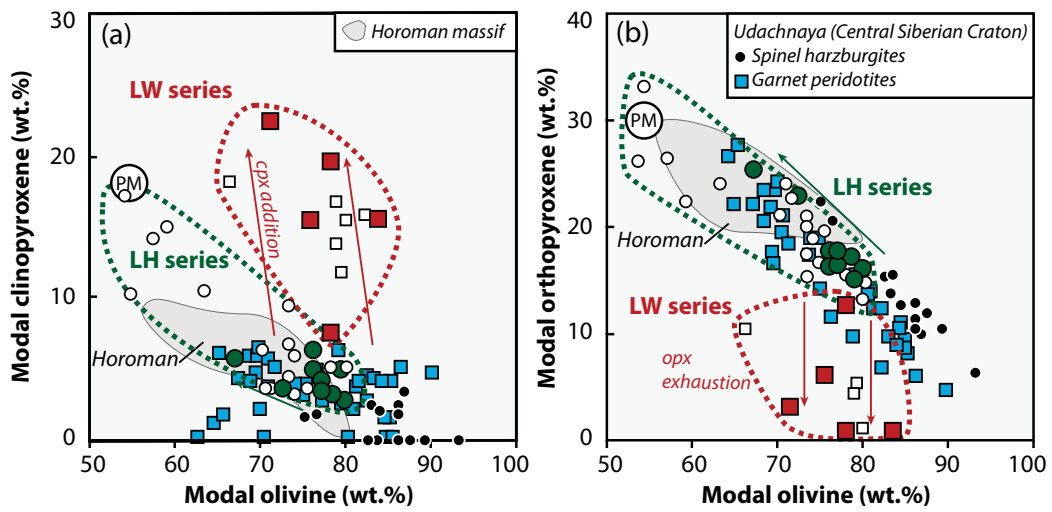 30
20
10
0
Modal clinopyroxene (wt.%)
(a)
Horoman massif
LW series
PM
cpx addition
LH series
Horoman
50
60
70
80
90
100
Modal olivine (wt.%)
40
30
20
10
0
Modal orthopyroxene (wt.%)
(b)
Udachnaya (Central Siberian Craton)
Spinel harzburgites
Garnet peridotites
PM
LH series
Horoman
LW series
opx
exhaustion
50
60
70
80
90
100
Modal olivine (wt.%)